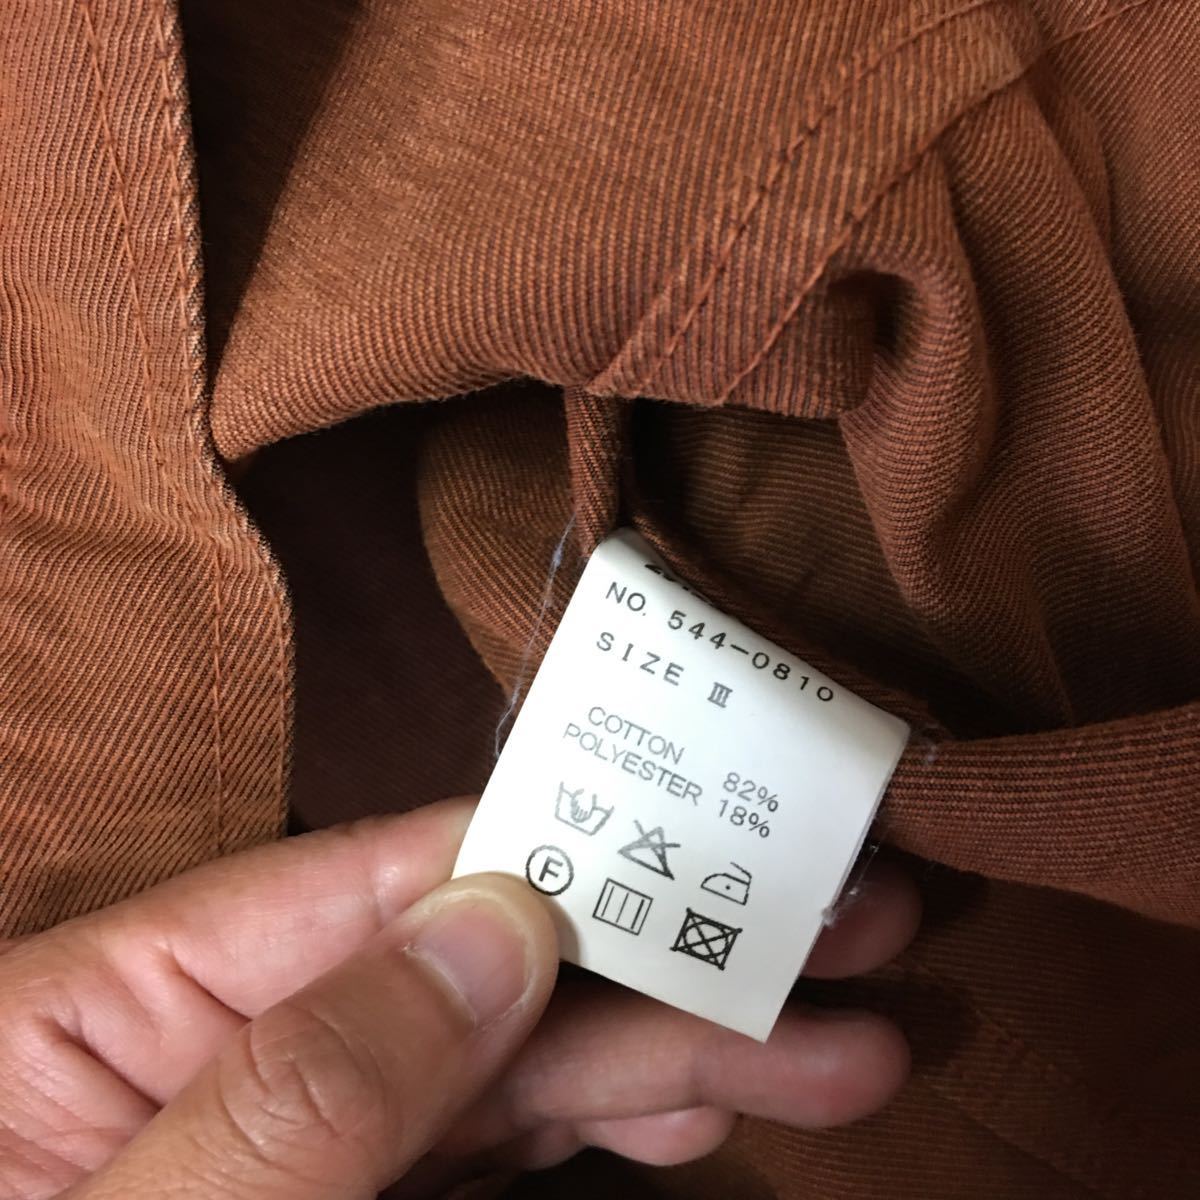 NO. 544-0810
SIZE III
COTTON 82%
POLYESTER 18%
F